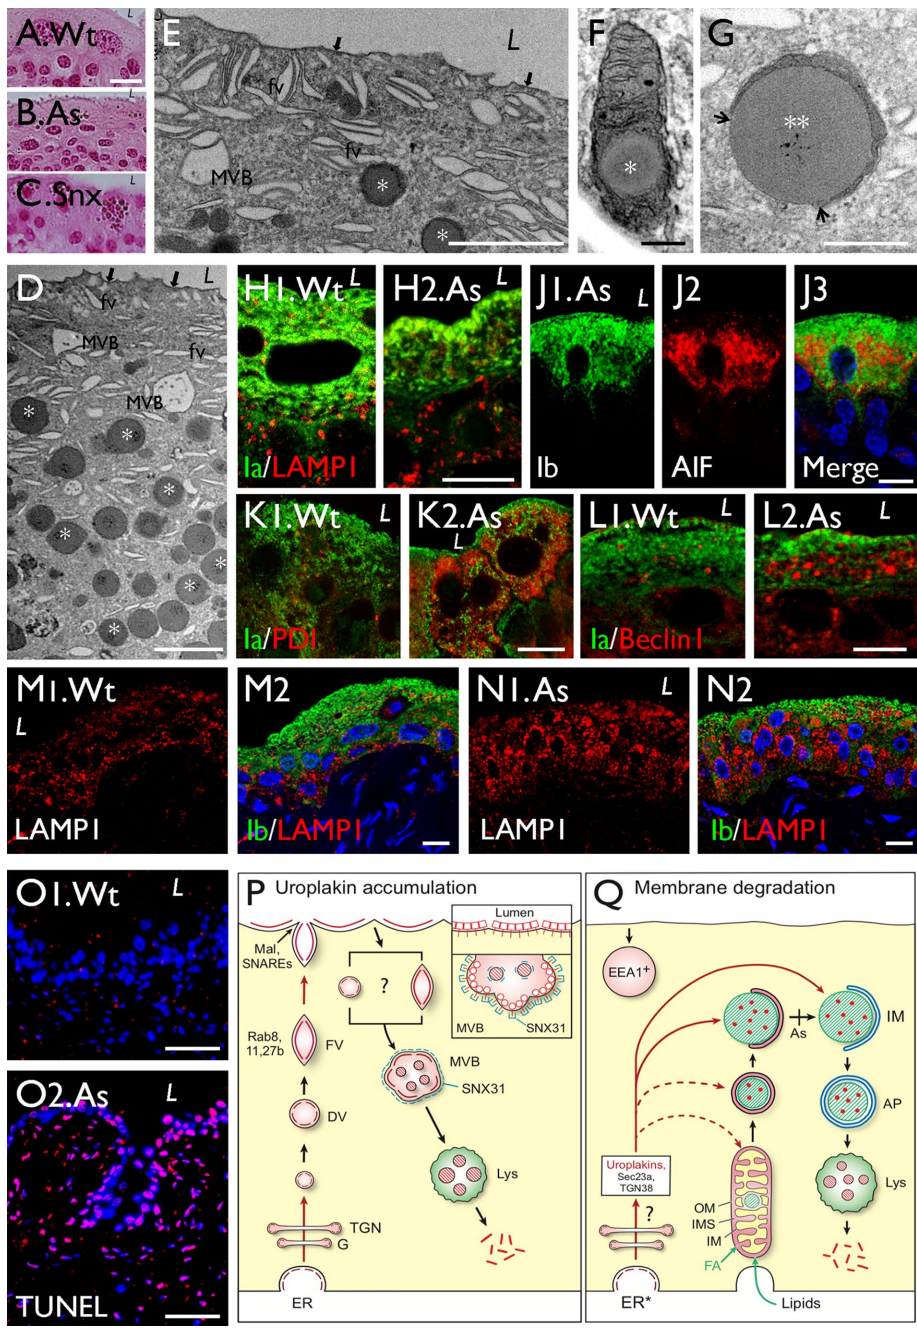 A.Wt
L
B.As
L
C.Snx
L
E
L
fv
fv
MVB
*
*
F
*
G
**
D
L
fv
MVB
fv
MVB
*
*
*
*
*
*
*
H1.Wt
L
Ia/LAMP1
H2.As
L
J1.As
L
Ib
J2
AIF
J3
Merge
K1.Wt
L
Ia/PDI
K2.As
L
L1.Wt
L
Ia/Beclin1
L2.As
L
M1.Wt
L
LAMP1
M2
Ib/LAMP1
N1.As
L
LAMP1
N2
Ib/LAMP1
O1.Wt
L
O2.As
L
TUNEL
P Uroplakin accumulation
Mal,
SNAREs
?
Lumen
MVB
SNX31
Rab8,
11,27b
FV
MVB
SNX31
DV
Lys
TGN
G
ER
Q Membrane degradation
EEA1+
IM
As
AP
Uroplakins,
Sec23a,
TGN38
?
OM
IMS
IM
FA
Lys
ER*
Lipids